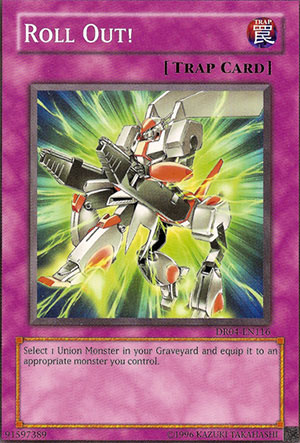 ROLL OUT!
TRAP
罠
[ TRAP CARD ]
DR04-EN116
Select 1 Union Monster in your Graveyard and equip it to an
appropriate monster you control.
91597389
©1996 KAZUKI TAKAHASHI